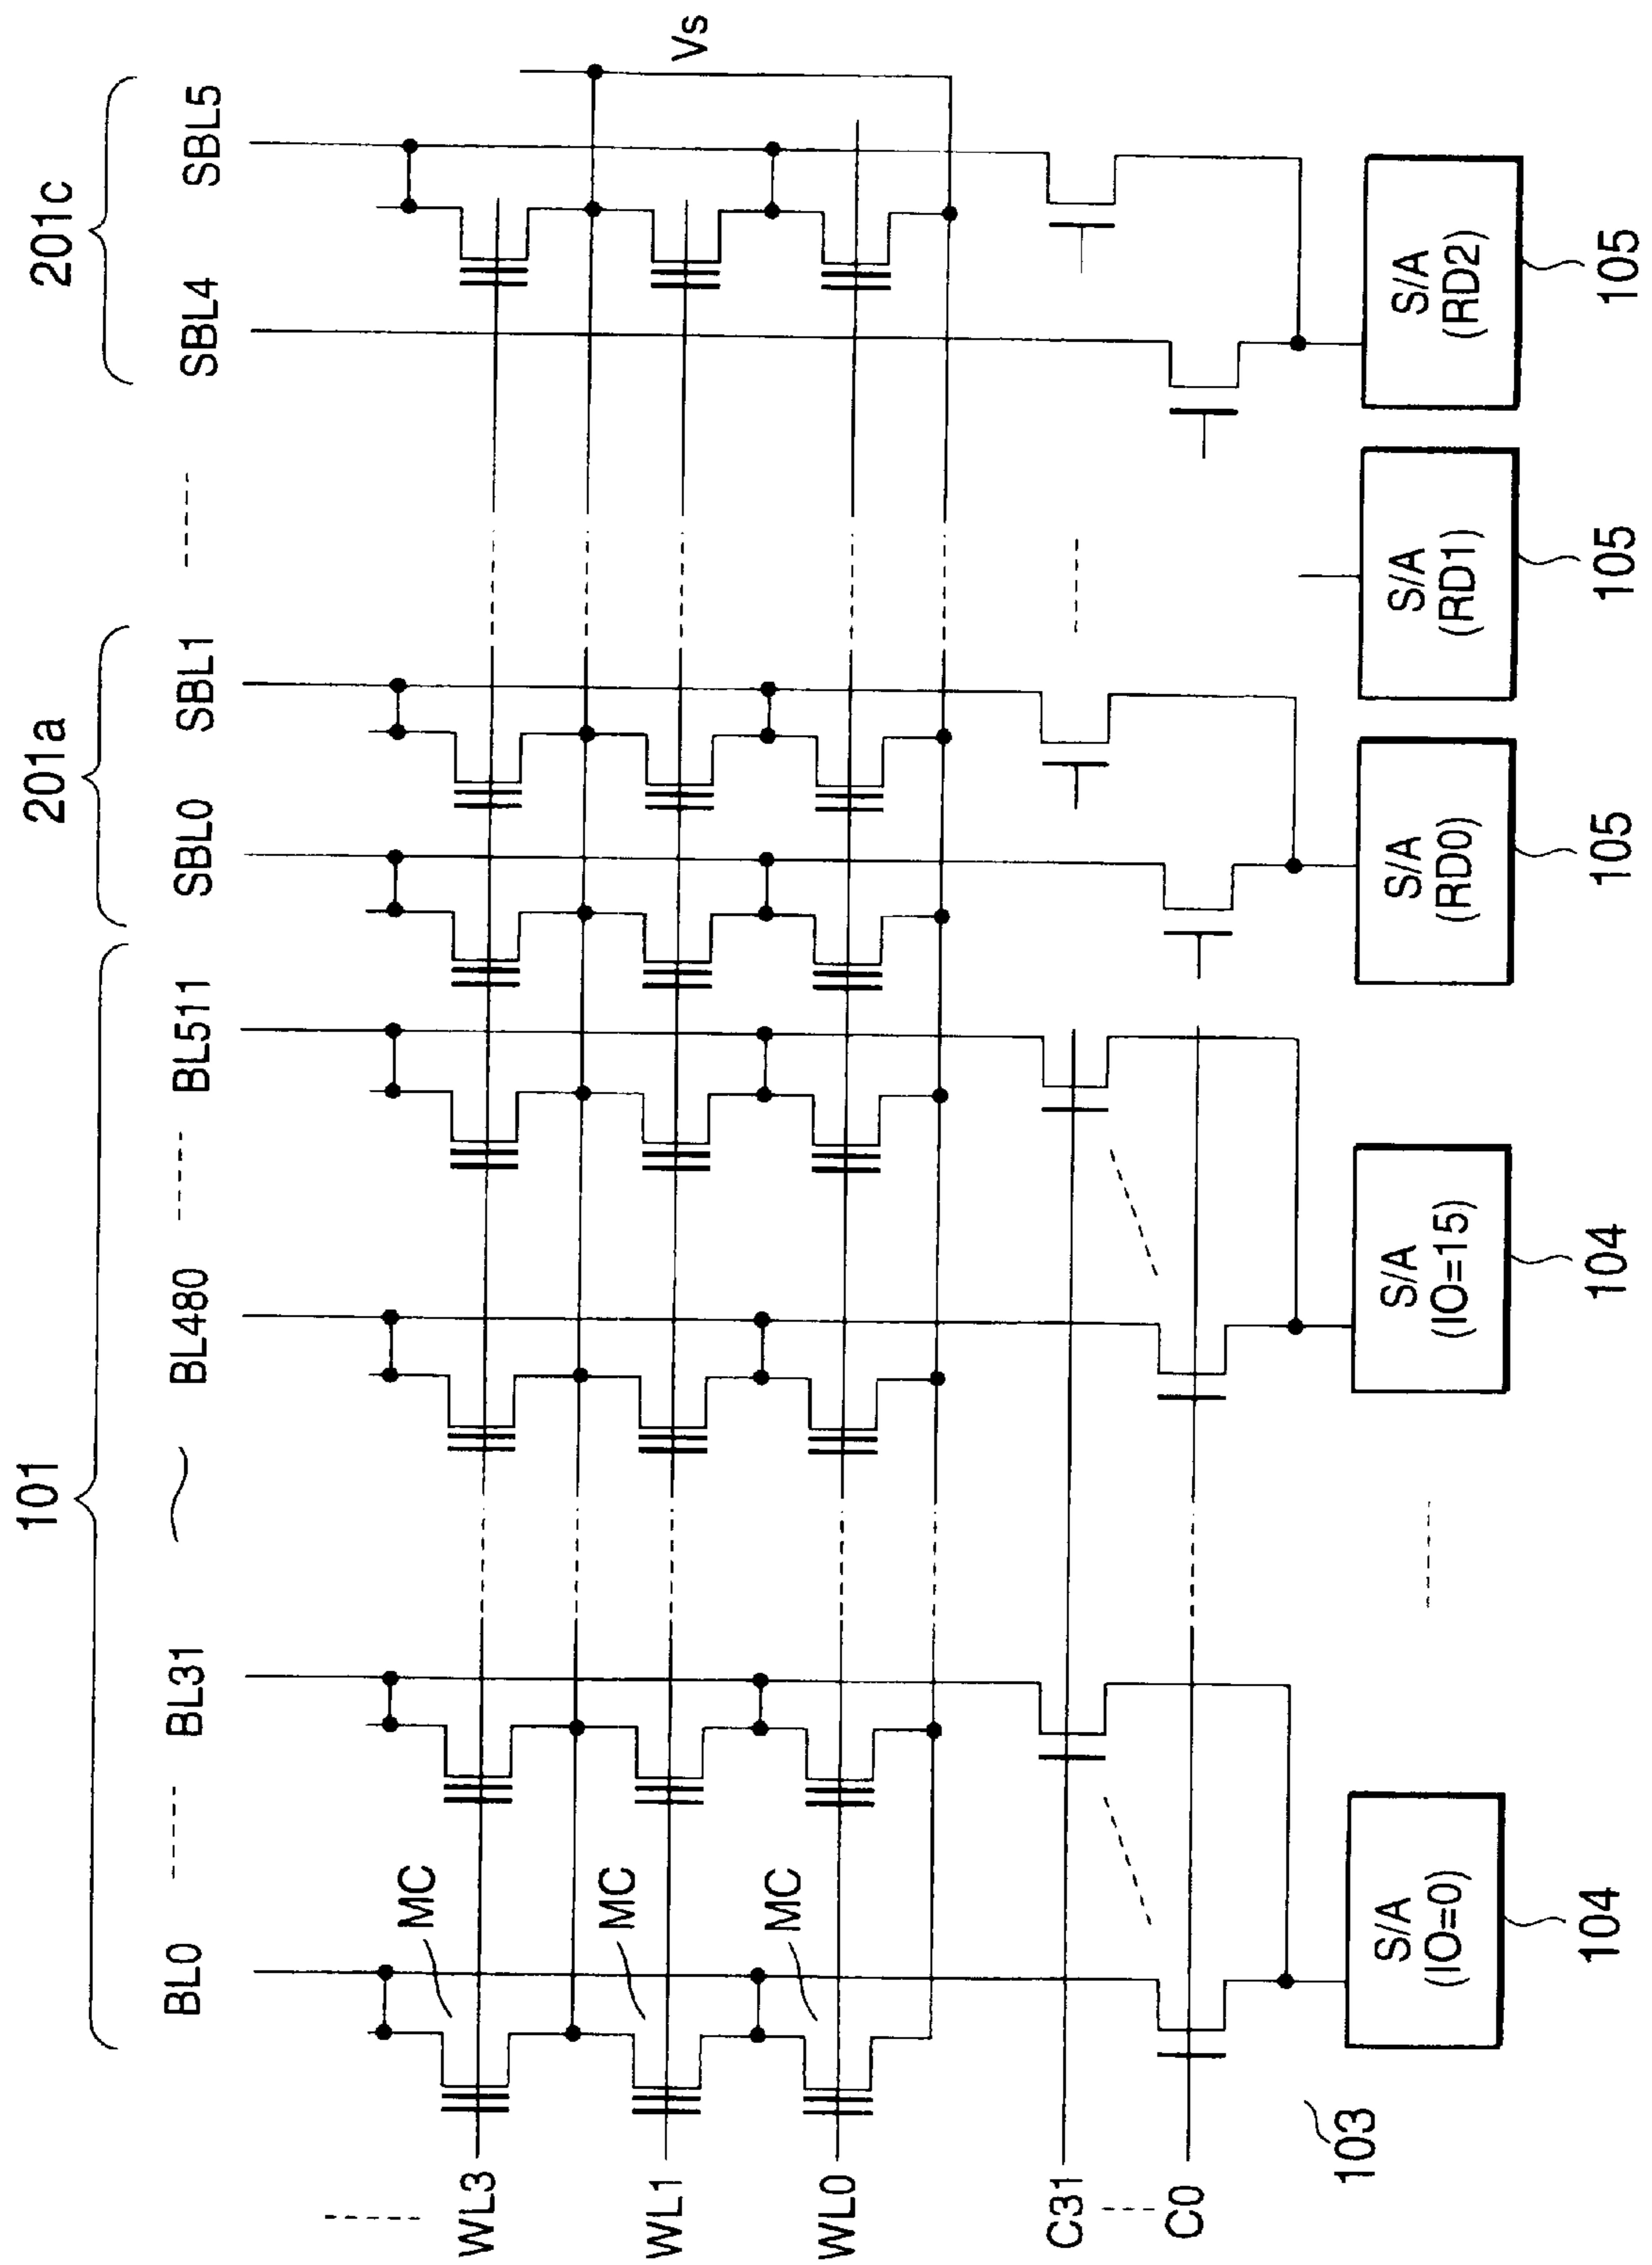 101
201a
201c
BL0
BL31
BL480
BL511
SBL0
SBL1
SBL4
SBL5
MC
MC
MC
WL3
WL1
WL0
Vs
C31
C0
103
S/A
(IO=0)
S/A
(IO=15)
S/A
(RD0)
S/A
(RD1)
S/A
(RD2)
104
104
105
105
105